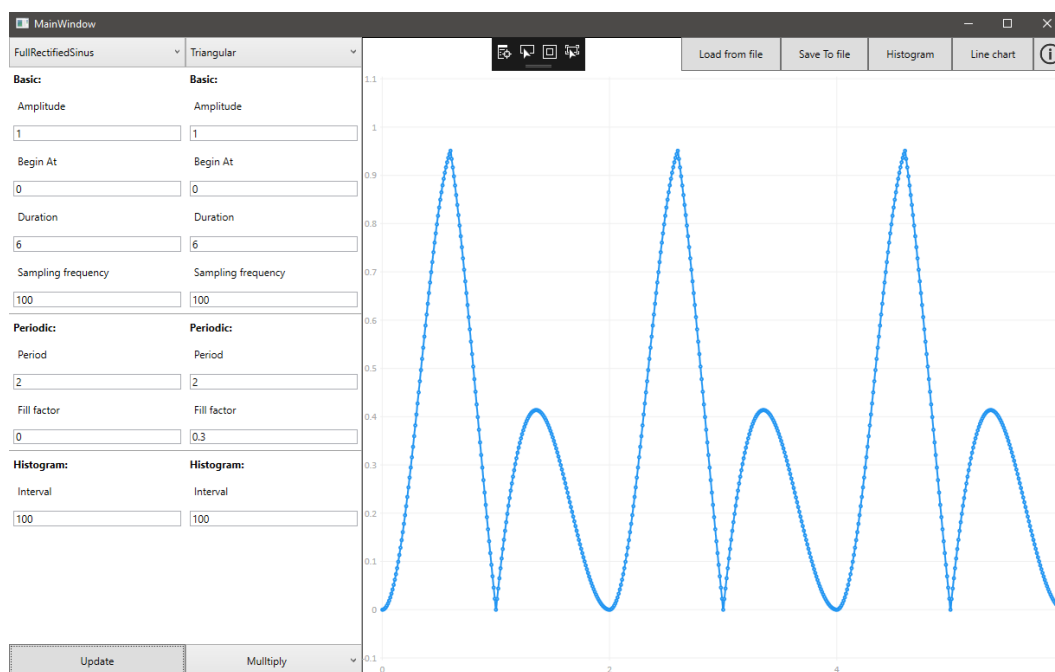 MainWindow
FullRectifiedSinus Triangular Load from file Save To file Histogram Line chart
Basic: Basic:
Amplitude Amplitude
1 1
Begin At Begin At
0 0
Duration Duration
6 6
Sampling frequency Sampling frequency
100 100
Periodic: Periodic:
Period Period
2 2
Fill factor Fill factor
0 0.3
Histogram: Histogram:
Interval Interval
100 100
Update Mulltiply
1.1
1
0.9
0.8
0.7
0.6
0.5
0.4
0.3
0.2
0.1
0
-0.1
0 2 4